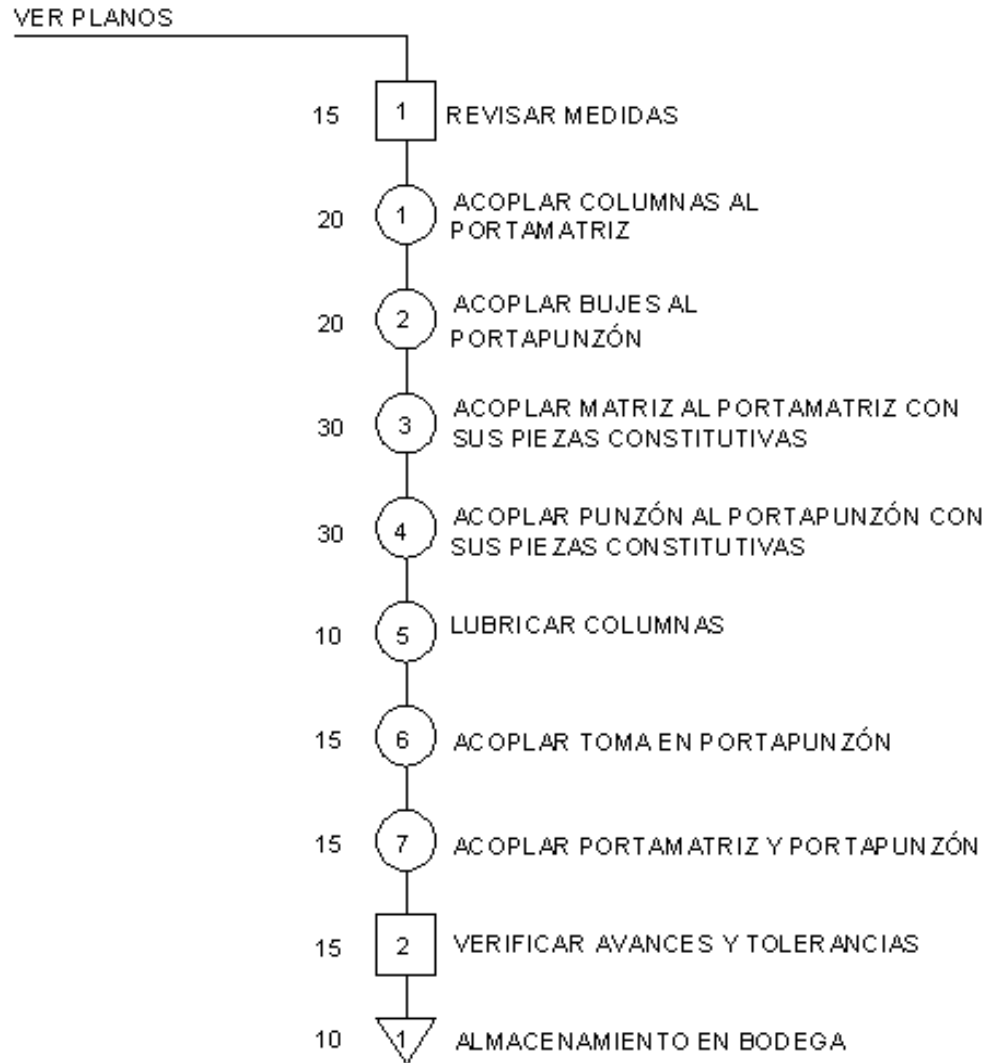 VER PLANOS
15 1 REVISAR MEDIDAS
20 1 ACOPLAR COLUMNAS AL
PORTAMATRIZ
20 2 ACOPLAR BUJES AL
PORTAPUNZÓN
30 3 ACOPLAR MATRIZ AL PORTAMATRIZ CON
SUS PIEZAS CONSTITUTIVAS
30 4 ACOPLAR PUNZÓN AL PORTAPUNZÓN CON
SUS PIEZAS CONSTITUTIVAS
10 5 LUBRICAR COLUMNAS
15 6 ACOPLAR TOMA EN PORTAPUNZÓN
15 7 ACOPLAR PORTAMATRIZ Y PORTAPUNZÓN
15 2 VERIFICAR AVANCES Y TOLERANCIAS
10 1 ALMACENAMIENTO EN BODEGA